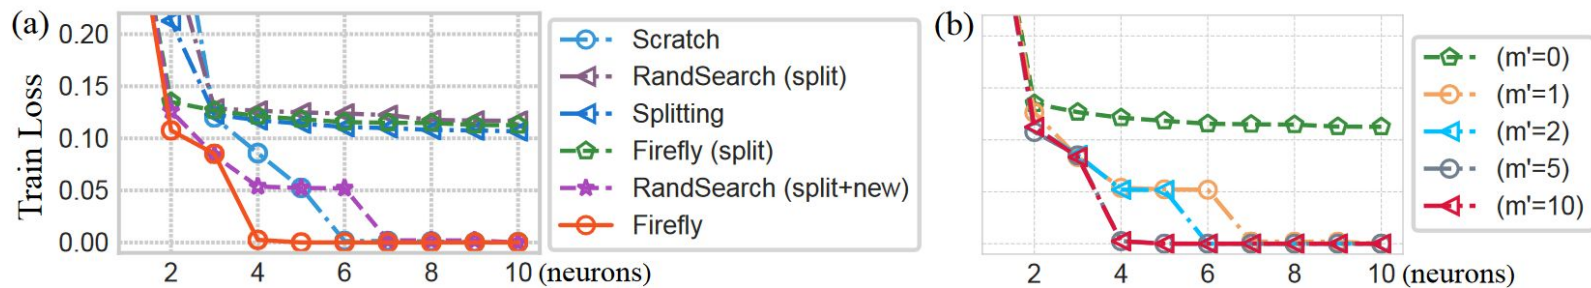 (a)
Train Loss
0.20
0.15
0.10
0.05
0.00
2 4 6 8 10 (neurons)
Scratch
RandSearch (split)
Splitting
Firefly (split)
RandSearch (split+new)
Firefly
(b)
2 4 6 8 10 (neurons)
(m'=0)
(m'=1)
(m'=2)
(m'=5)
(m'=10)